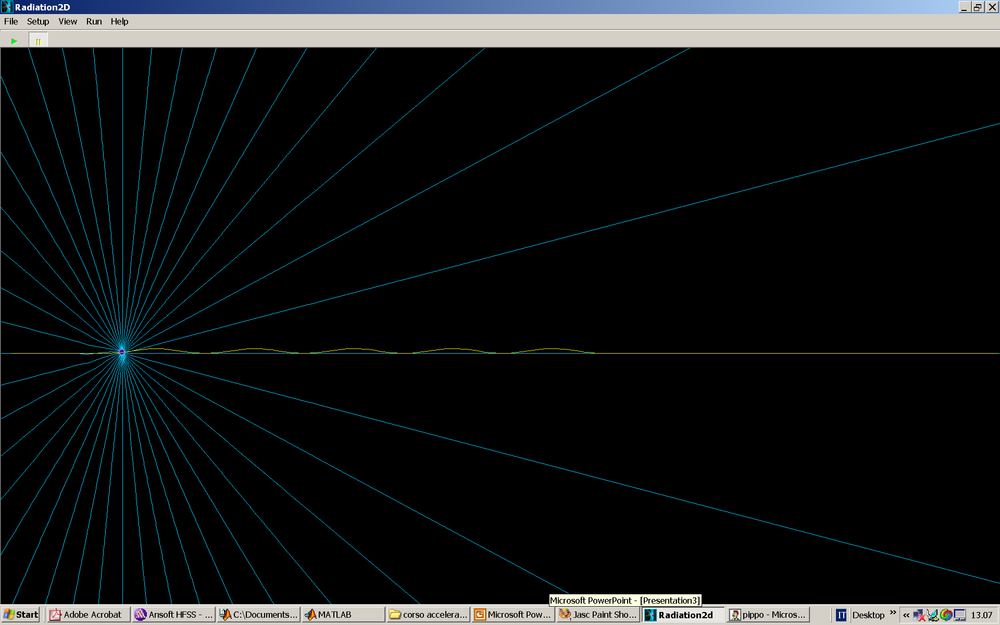 Radiation2D
File Setup View Run Help
Microsoft PowerPoint - [Presentation3]
Start Adobe Acrobat Ansoft HFSS - ... C:\Documents... MATLAB corso accelera... Microsoft Pow... Jasc Paint Sho... Radiation2d pippo - Micros... IT Desktop » « 13.07